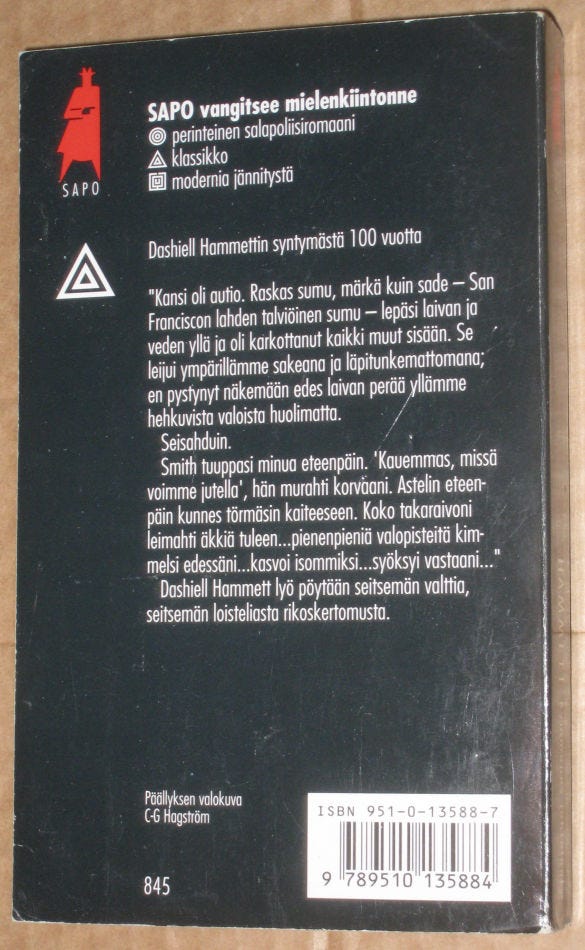 SAPO vangitsee mielenkiintonne
perinteinen salapoliisiromaani
klassikko
modernia jännitystä
SAPO
Dashiell Hammettin syntymästä 100 vuotta
"Kansi oli autio. Raskas sumu, märkä kuin sade – San
Franciscon lahden talviöinen sumu – lepäsi laivan ja
veden yllä ja oli karkottanut kaikki muut sisään. Se
leijui ympärillämme sakeana ja läpitunkemattomana;
en pystynyt näkemään edes laivan perää yllämme
hehkuvista valoista huolimatta.
Seisahduin.
Smith tuuppasi minua eteenpäin. 'Kauemmas, missä
voimme jutella', hän murahti korvaani. Astelin eteen-
päin kunnes törmäsin kaiteeseen. Koko takaraivoni
leimahti äkkiä tuleen...pienenpieniä valopisteitä kim-
melsi edessäni...kasvoi isommiksi...syöksyi vastaani..."
Dashiell Hammett lyö pöytään seitsemän valttia,
seitsemän loisteliasta rikoskertomusta.
Päällyksen valokuva
C-G Hagström
845
ISBN 951-0-13588-7
9 789510 135884